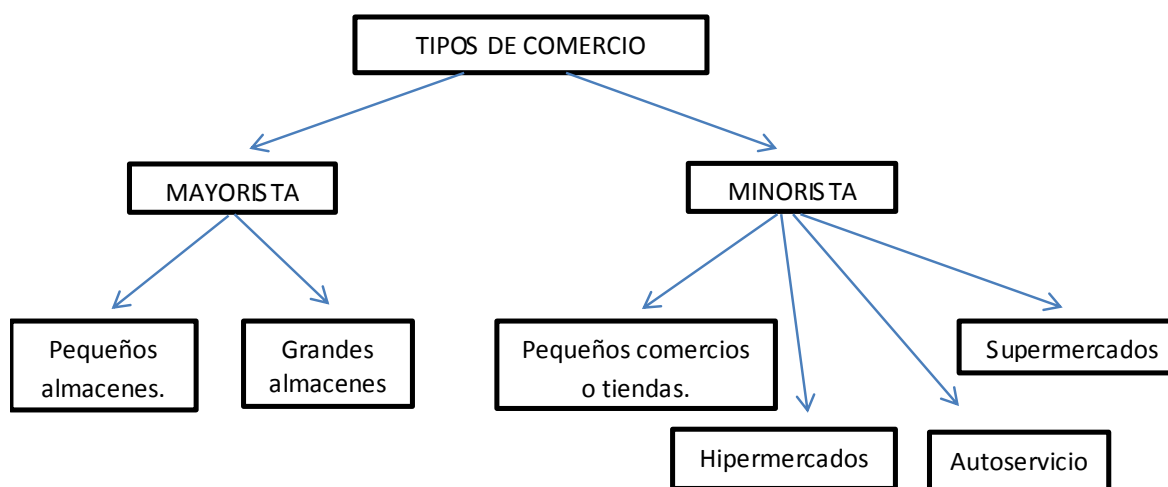 TIPOS DE COMERCIO
MAYORISTA
MINORISTA
Pequeños
almacenes.
Grandes
almacenes
Pequeños comercios
o tiendas.
Supermercados
Hipermercados
Autoservicio